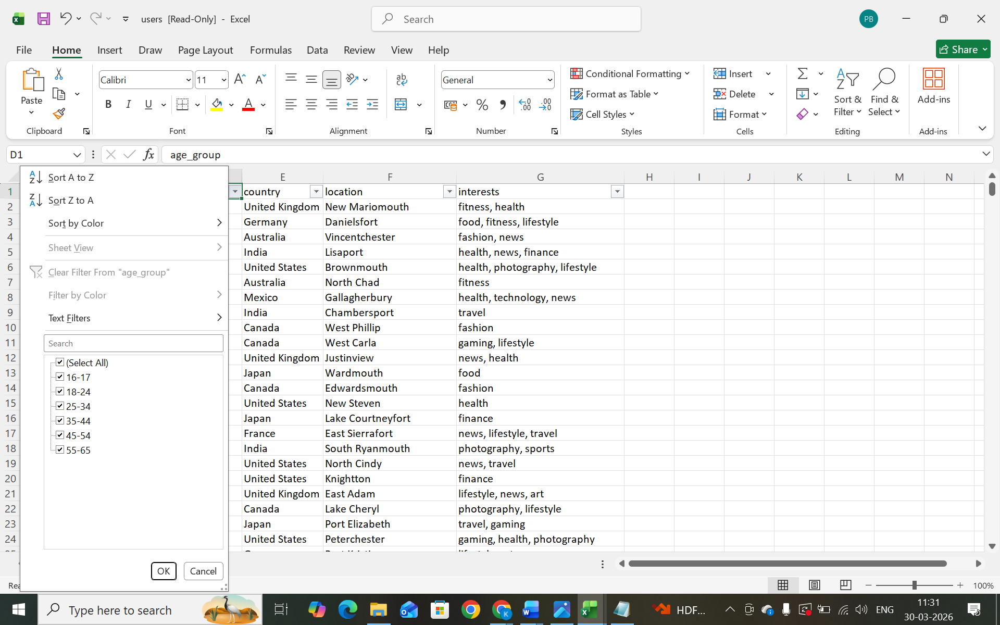 users [Read-Only] - Excel
Search
PB
File Home Insert Draw Page Layout Formulas Data Review View Help
Share
Paste
Calibri 11
B I U A
General
Conditional Formatting
Format as Table
Cell Styles
Insert
Delete
Format
Sort & Filter
Find & Select
Add-ins
Clipboard Font Alignment Number Styles Cells Editing Add-ins
D1 fx age_group
Sort A to Z
Sort Z to A
Sort by Color
Sheet View
Clear Filter From "age_group"
Filter by Color
Text Filters
Search
(Select All)
16-17
18-24
25-34
35-44
45-54
55-65
OK Cancel
E F G H I J K L M N
1 country location interests
2 United Kingdom New Mariomouth fitness, health
3 Germany Danielsfort food, fitness, lifestyle
4 Australia Vincentchester fashion, news
5 India Lisaport health, news, finance
6 United States Brownmouth health, photography, lifestyle
7 Australia North Chad fitness
8 Mexico Gallagherbury health, technology, news
9 India Chambersport travel
10 Canada West Phillip fashion
11 Canada West Carla gaming, lifestyle
12 United Kingdom Justinview news, health
13 Japan Wardmouth food
14 Canada Edwardsmouth fashion
15 United States New Steven health
16 Japan Lake Courtneyfort finance
17 France East Sierrafort news, lifestyle, travel
18 India South Ryanmouth photography, sports
19 United States North Cindy news, travel
20 United States Knightton finance
21 United Kingdom East Adam lifestyle, news, art
22 Canada Lake Cheryl photography, lifestyle
23 Japan Port Elizabeth travel, gaming
24 United States Peterchester gaming, health, photography
100%
Type here to search
HDF...
ENG
11:31
30-03-2026